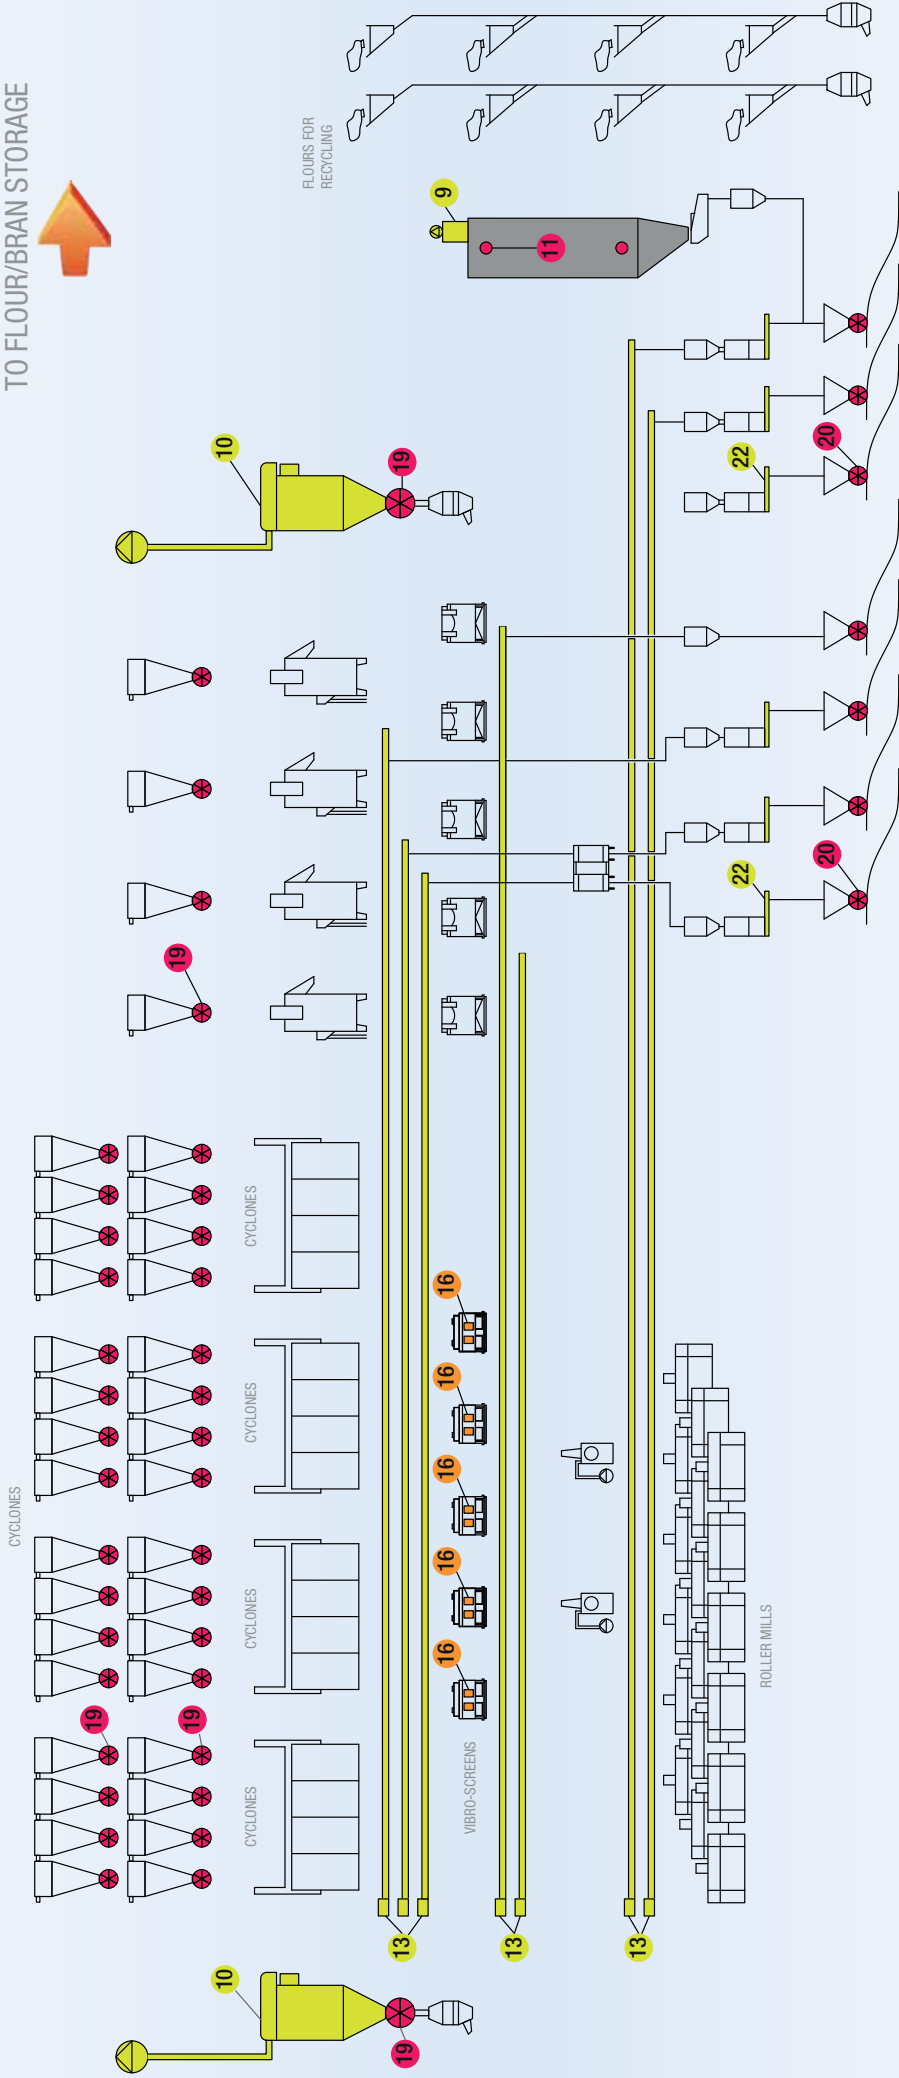 CYCLONES
TO FLOUR/BRAN STORAGE
19
19
19
10
10
CYCLONES
CYCLONES
CYCLONES
CYCLONES
FLOURS FOR
RECYCLING
19
13
19
9
16
16
16
16
16
VIBRO-SCREENS
13
11
13
22
22
ROLLER MILLS
20
20